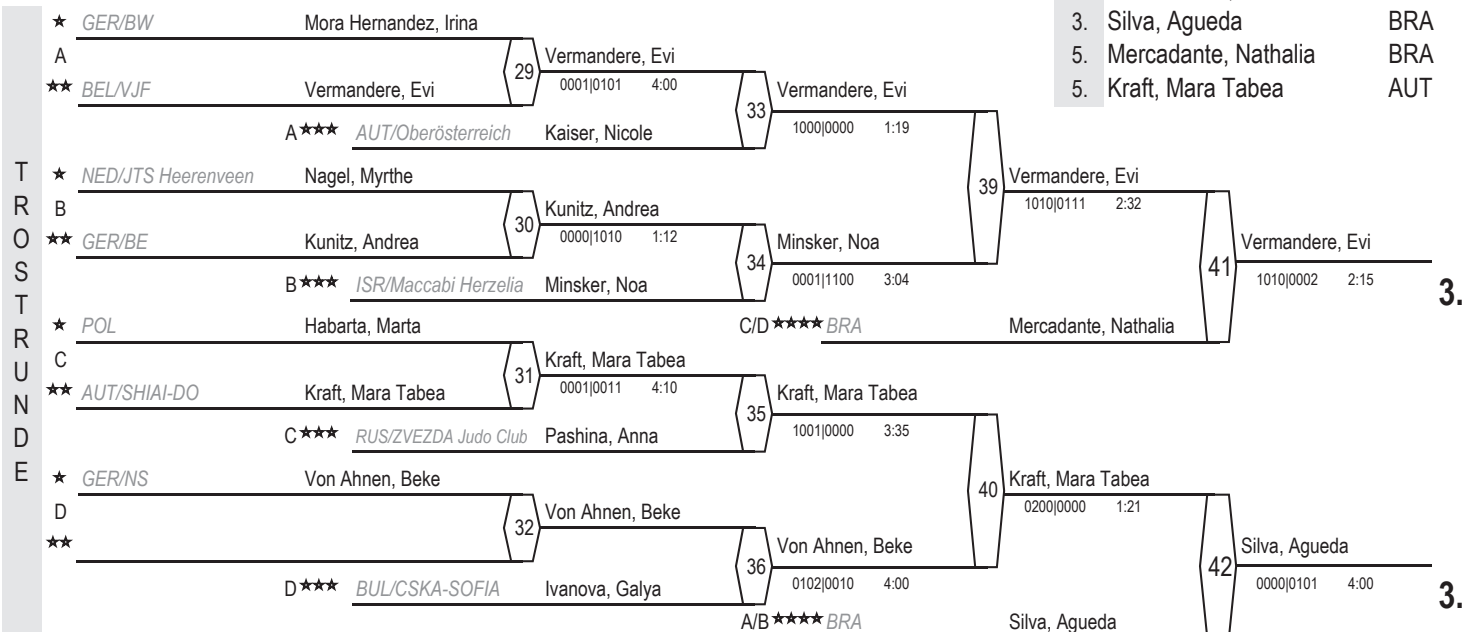 ★ GER/BW Mora Hernandez, Irina
3. Silva, Agueda BRA
A
29 Vermandere, Evi
5. Mercadante, Nathalia BRA
★★ BEL/VJF Vermandere, Evi
0001|0101 4:00
33 Vermandere, Evi
5. Kraft, Mara Tabea AUT
A★★★ AUT/Oberösterreich Kaiser, Nicole
1000|0000 1:19
TROSTRUNDE
★ NED/JTS Heerenveen Nagel, Myrthe
39 Vermandere, Evi
1010|0111 2:32
B
30 Kunitz, Andrea
★★ GER/BE Kunitz, Andrea
0000|1010 1:12
34 Minsker, Noa
41 Vermandere, Evi
B★★★ ISR/Maccabi Herzelia Minsker, Noa
0001|1100 3:04
1010|0002 2:15
3.
★ POL Habarta, Marta
C/D★★★★ BRA Mercadante, Nathalia
C
31 Kraft, Mara Tabea
★★ AUT/SHIAI-DO Kraft, Mara Tabea
0001|0011 4:10
35 Kraft, Mara Tabea
C★★★ RUS/ZVEZDA Judo Club Pashina, Anna
1001|0000 3:35
★ GER/NS Von Ahnen, Beke
40 Kraft, Mara Tabea
0200|0000 1:21
D
32 Von Ahnen, Beke
★★
36 Von Ahnen, Beke
42 Silva, Agueda
D★★★ BUL/CSKA-SOFIA Ivanova, Galya
0102|0010 4:00
0000|0101 4:00
3.
A/B★★★★ BRA Silva, Agueda